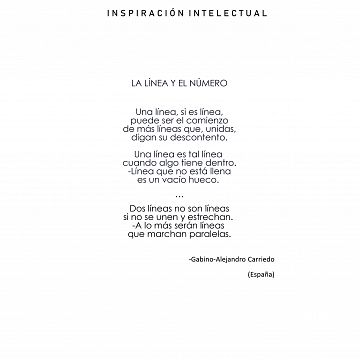 INSPIRACIÓN INTELECTUAL
LA LÍNEA Y EL NÚMERO
Una línea, si es línea,
puede ser el comienzo
de más líneas que, unidas,
digan su descontento.
Una línea es tal línea
cuando algo tiene dentro.
-Línea que no está llena
es un vacío hueco.
...
Dos líneas no son líneas
si no se unen y estrechan.
-A lo más serán líneas
que marchan paralelas.
-Gabino-Alejandro Carriedo
(España)